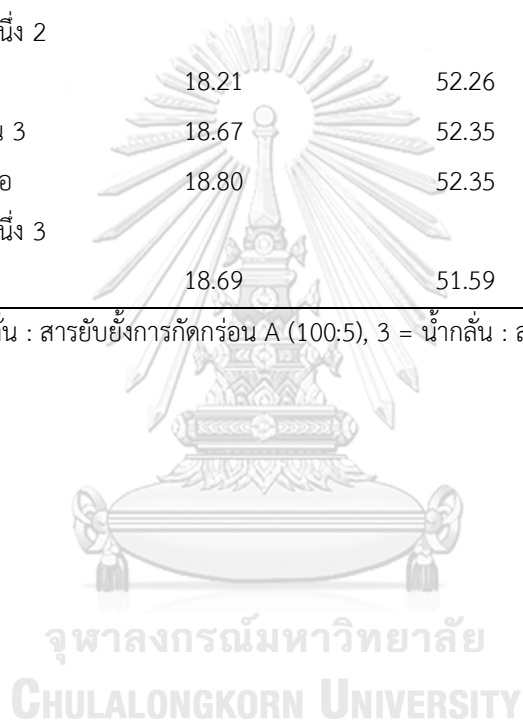 นึ่ง 2
18.21 52.26
น 3 18.67 52.35
อ 18.80 52.35
นึ่ง 3
18.69 51.59
ั่น : สารยับยั้งการกัดกร่อน A (100:5), 3 = น้ำกลั่น : ส
จุฬาลงกรณ์มหาวิทยาลัย
CHULALONGKORN UNIVERSITY